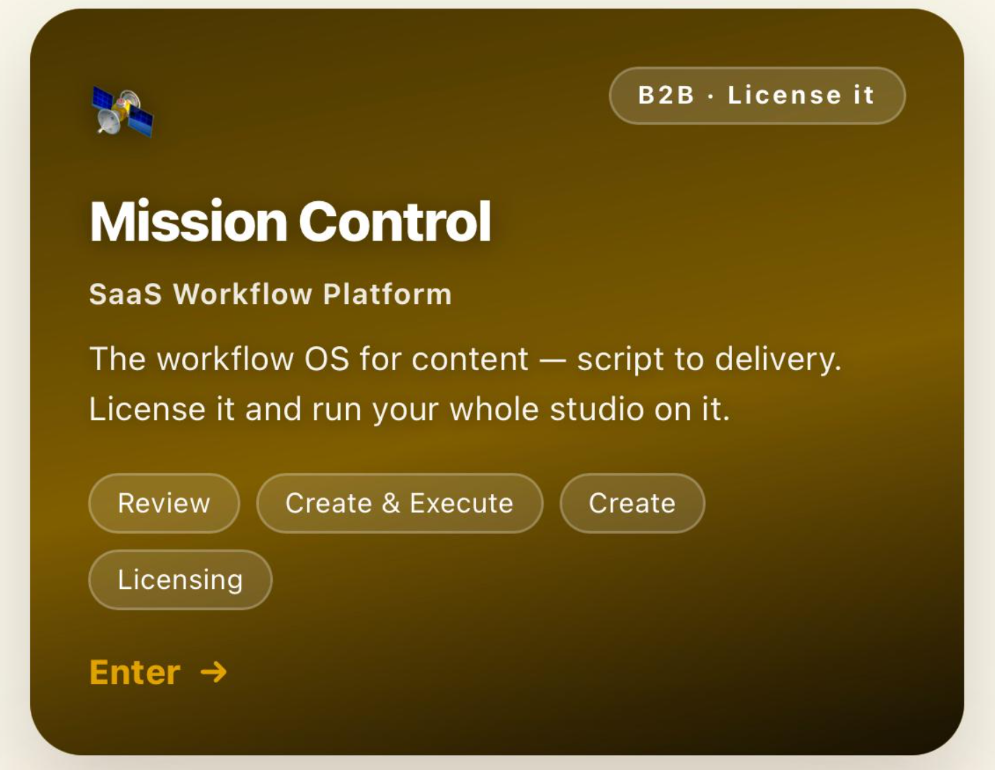 B2B · License it
Mission Control
SaaS Workflow Platform
The workflow OS for content — script to delivery.
License it and run your whole studio on it.
Review
Create & Execute
Create
Licensing
Enter →